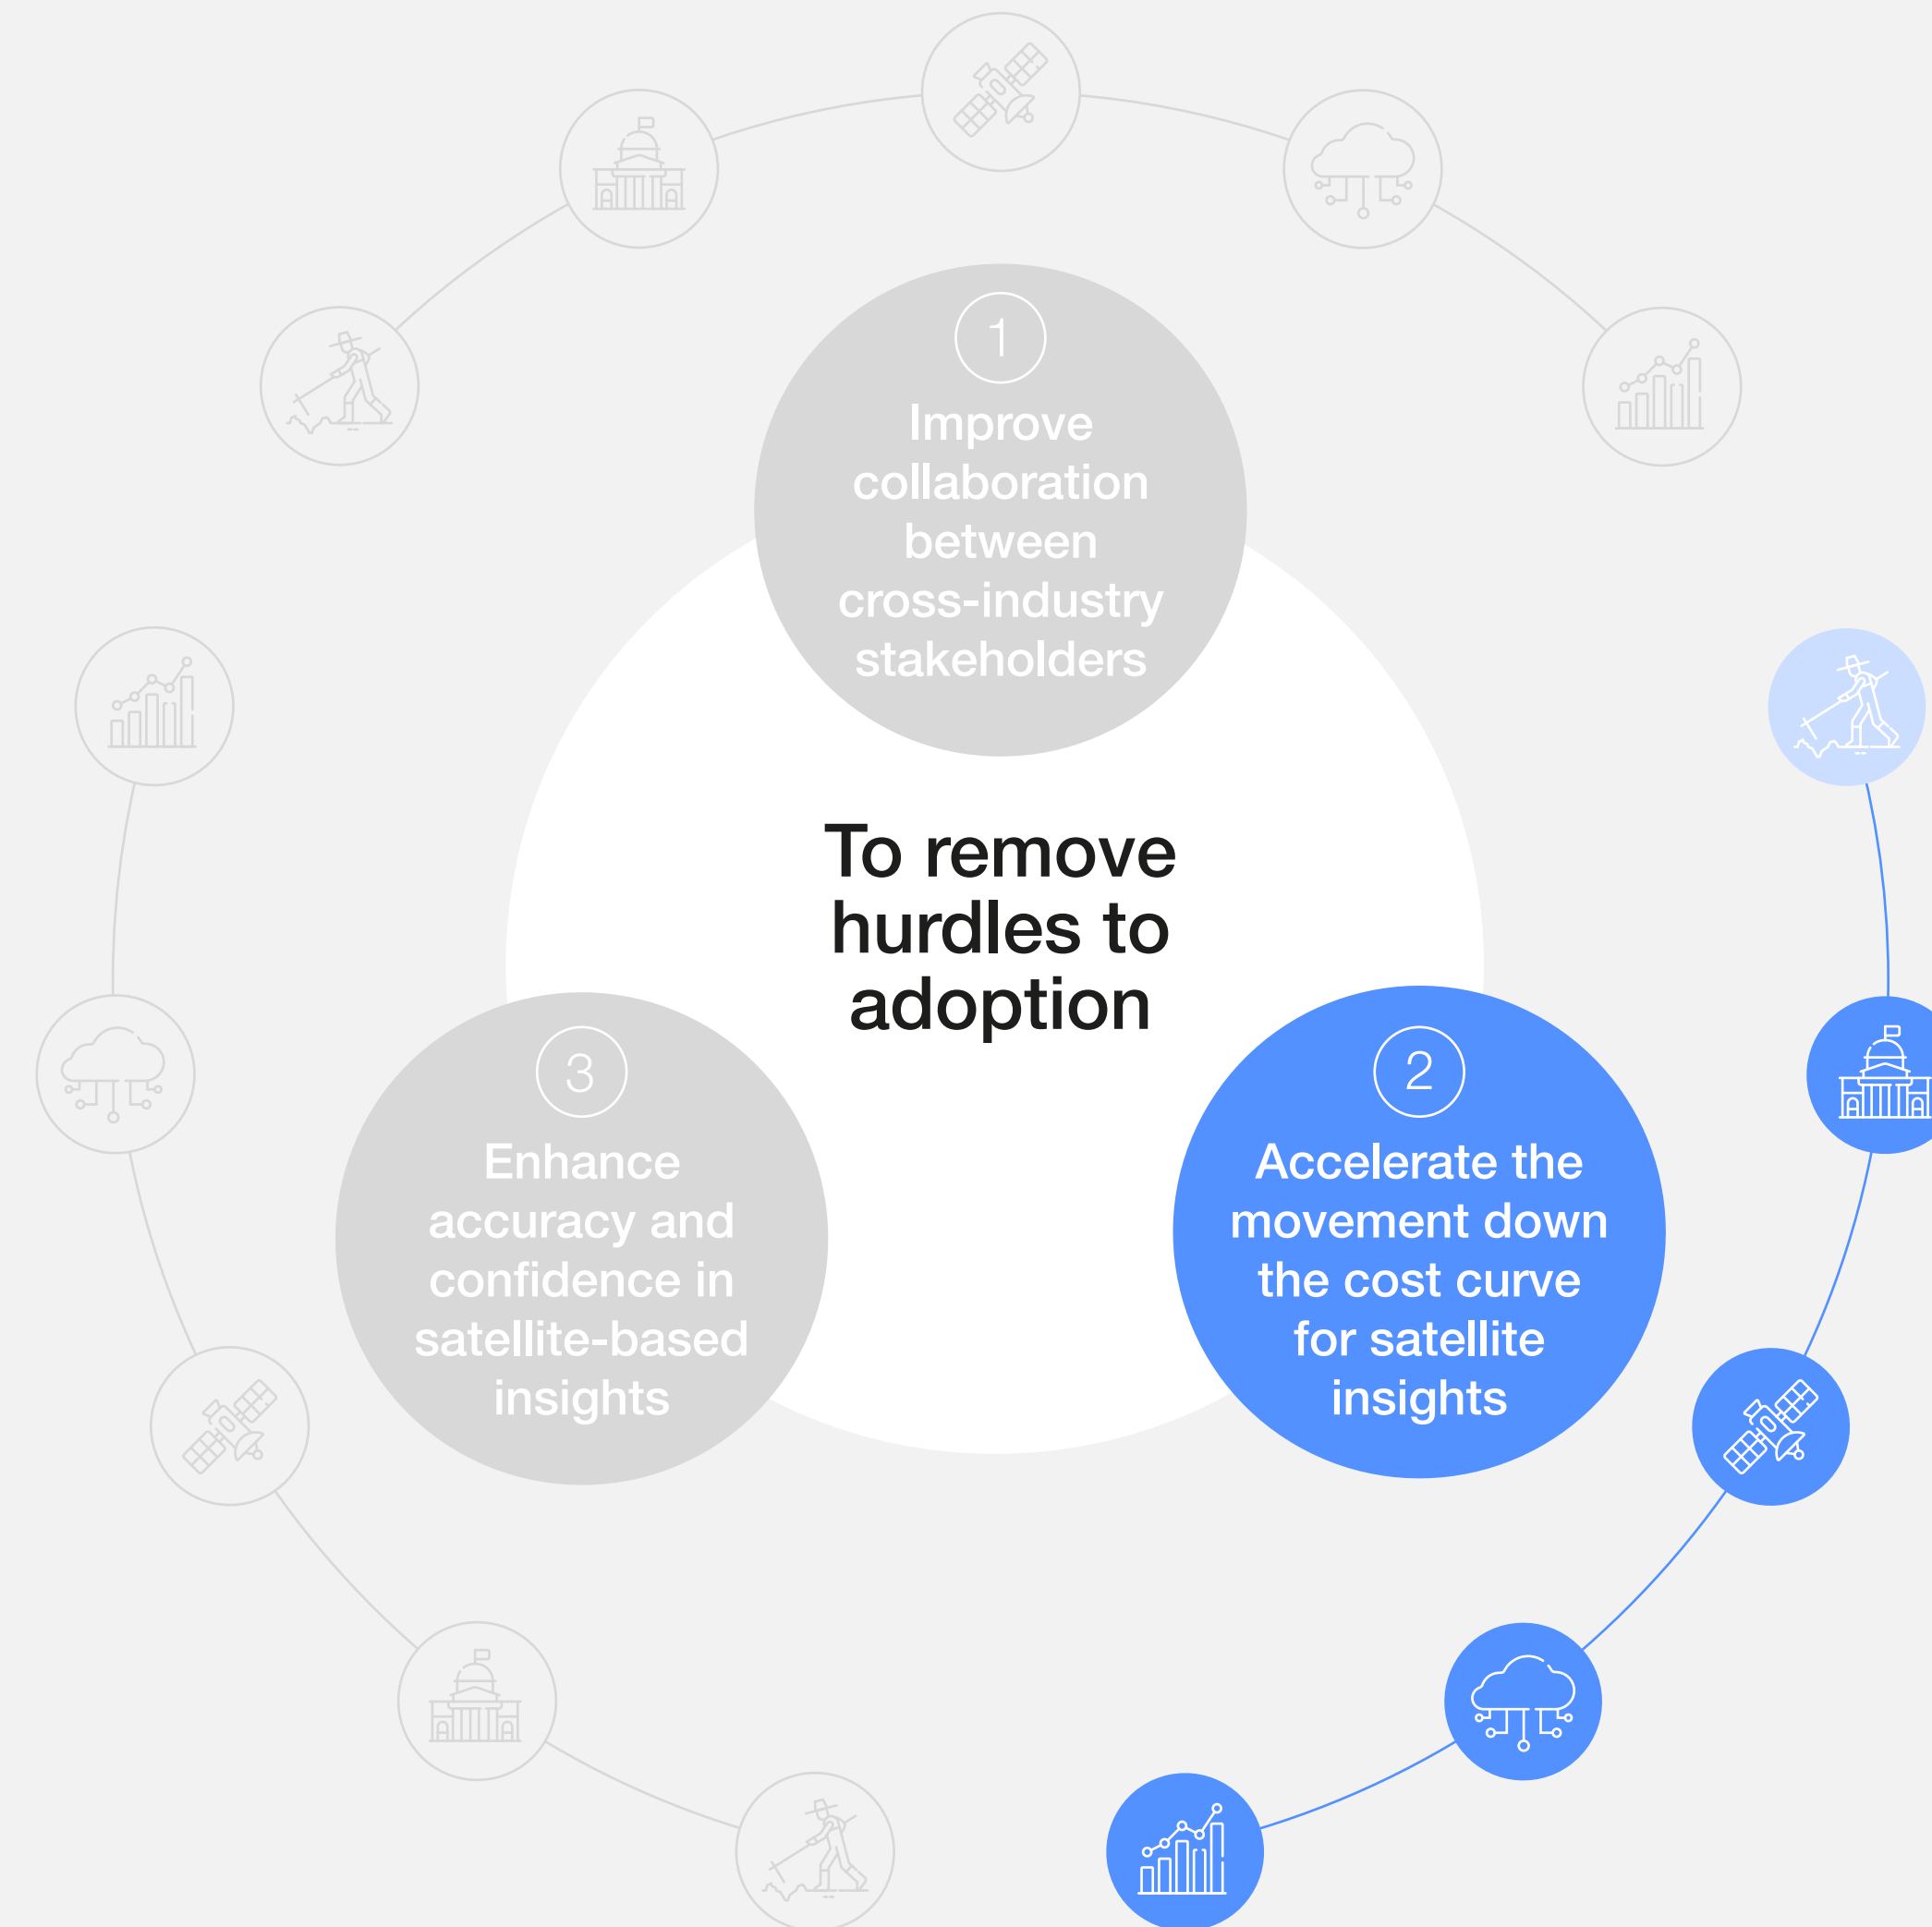 1
Improve
collaboration
between
cross-industry
stakeholders
To remove
hurdles to
adoption
2
Accelerate the
movement down
the cost curve
for satellite
insights
3
Enhance
accuracy and
confidence in
satellite-based
insights